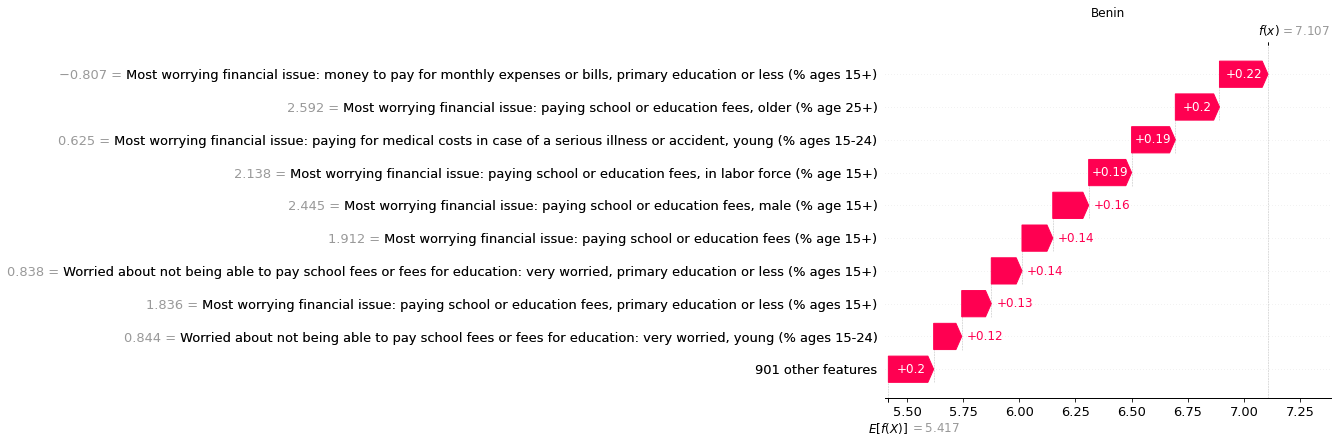 Benin
f(x) = 7.107
−0.807 = Most worrying financial issue: money to pay for monthly expenses or bills, primary education or less (% ages 15+)
+0.22
2.592 = Most worrying financial issue: paying school or education fees, older (% age 25+)
+0.2
0.625 = Most worrying financial issue: paying for medical costs in case of a serious illness or accident, young (% ages 15-24)
+0.19
2.138 = Most worrying financial issue: paying school or education fees, in labor force (% age 15+)
+0.19
2.445 = Most worrying financial issue: paying school or education fees, male (% age 15+)
+0.16
1.912 = Most worrying financial issue: paying school or education fees (% age 15+)
+0.14
0.838 = Worried about not being able to pay school fees or fees for education: very worried, primary education or less (% ages 15+)
+0.14
1.836 = Most worrying financial issue: paying school or education fees, primary education or less (% ages 15+)
+0.13
0.844 = Worried about not being able to pay school fees or fees for education: very worried, young (% ages 15-24)
+0.12
901 other features
+0.2
5.50 5.75 6.00 6.25 6.50 6.75 7.00 7.25
E[f(X)] = 5.417